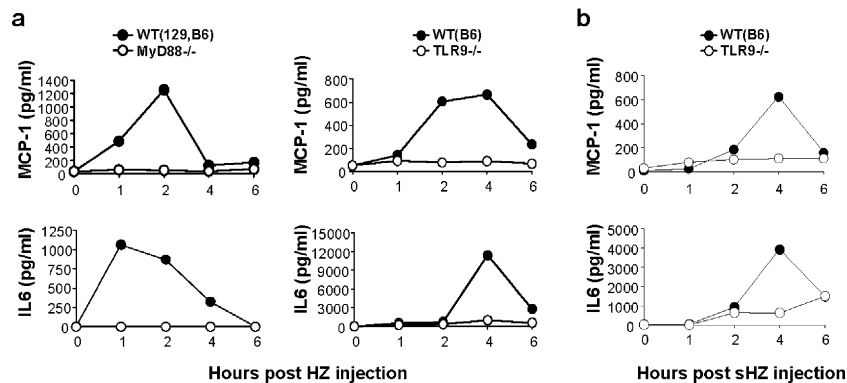 a
WT(129,B6)
MyD88-/-
MCP-1 (pg/ml)
1400
1200
1000
800
600
400
200
0
0 1 2 4 6
WT(B6)
TLR9-/-
MCP-1 (pg/ml)
800
600
400
200
0
0 1 2 4 6
IL6 (pg/ml)
1250
1000
750
500
250
0
0 1 2 4 6
IL6 (pg/ml)
15000
12000
9000
6000
3000
0
0 1 2 4 6
Hours post HZ injection
b
WT(B6)
TLR9-/-
MCP-1 (pg/ml)
800
600
400
200
0
0 1 2 4 6
IL6 (pg/ml)
5000
4000
3000
2000
1000
0
0 1 2 4 6
Hours post sHZ injection